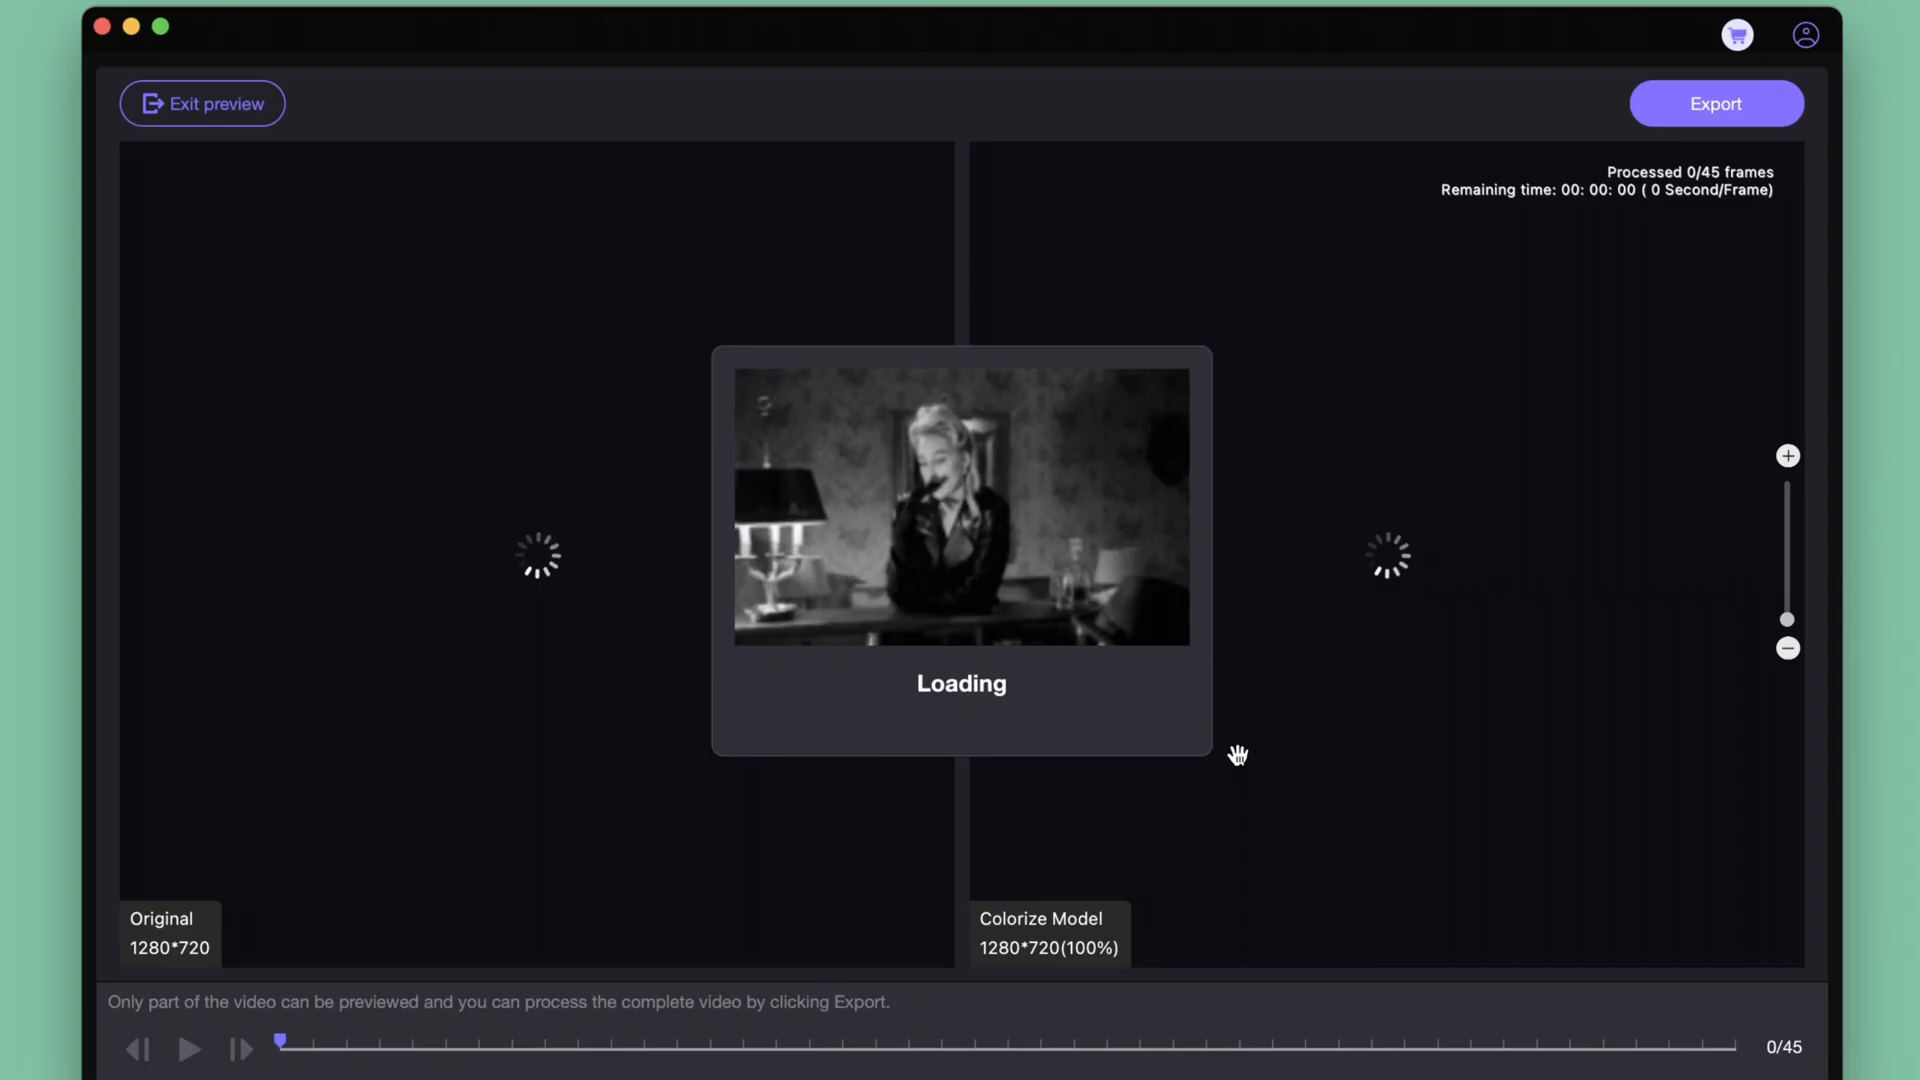 Exit preview
Export
Processed 0/45 frames
Remaining time: 00: 00: 00 ( 0 Second/Frame)
Loading
Original
1280*720
Colorize Model
1280*720(100%)
Only part of the video can be previewed and you can process the complete video by clicking Export.
0/45